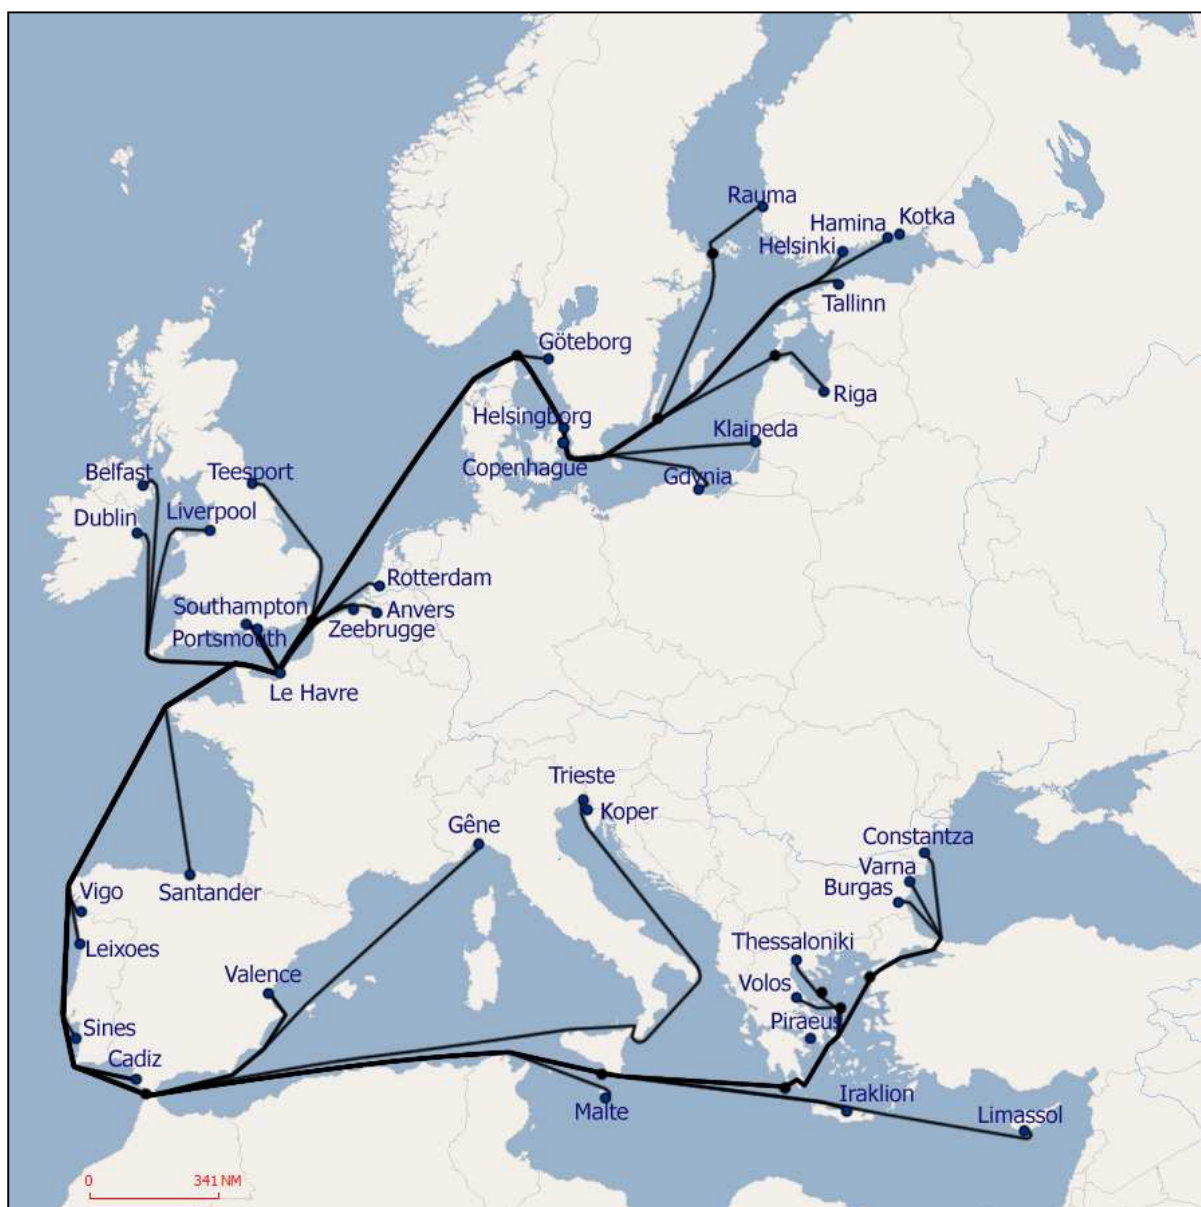 Rauma
Hamina
Kotka
Helsinki
Tallinn
Göteborg
Riga
Helsingborg
Klaipeda
Copenhague
Gdynia
Belfast
Teesport
Dublin
Liverpool
Rotterdam
Southampton
Anvers
Zeebrugge
Portsmouth
Le Havre
Trieste
Koper
Gêne
Constantza
Varna
Burgas
Santander
Vigo
Leixoes
Thessaloniki
Valence
Volos
Piraeus
Sines
Cadiz
Iraklion
Malte
Limassol
0 341 NM